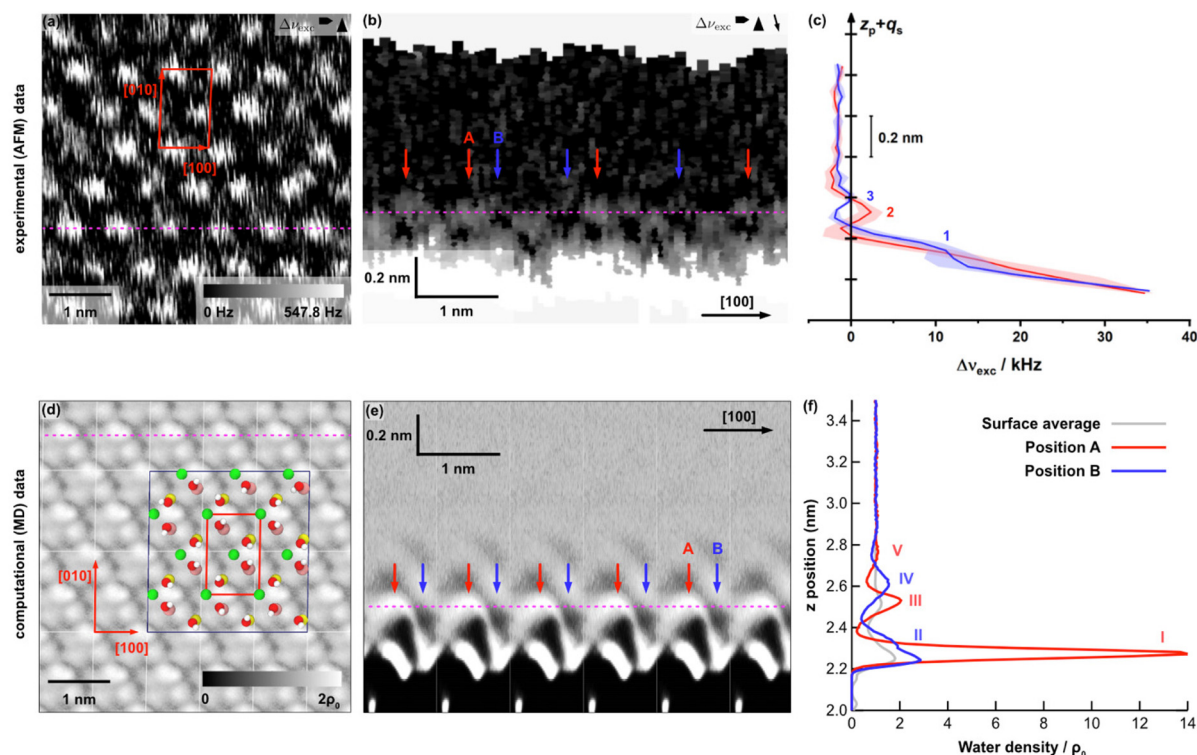 experimental (AFM) data
(a)
Δν_exc
[010]
[100]
1 nm
0 Hz
547.8 Hz
(b)
Δν_exc
A
B
0.2 nm
1 nm
[100]
(c)
z_p+q_s
0.2 nm
3
2
1
0
10
20
30
40
Δν_exc / kHz
computational (MD) data
(d)
[010]
[100]
1 nm
0
2ρ₀
(e)
0.2 nm
1 nm
[100]
A
B
(f)
Surface average
Position A
Position B
3.4
3.2
3.0
2.8
2.6
2.4
2.2
2.0
z position (nm)
V
IV
III
II
I
0
2
4
6
8
10
12
14
Water density / ρ₀